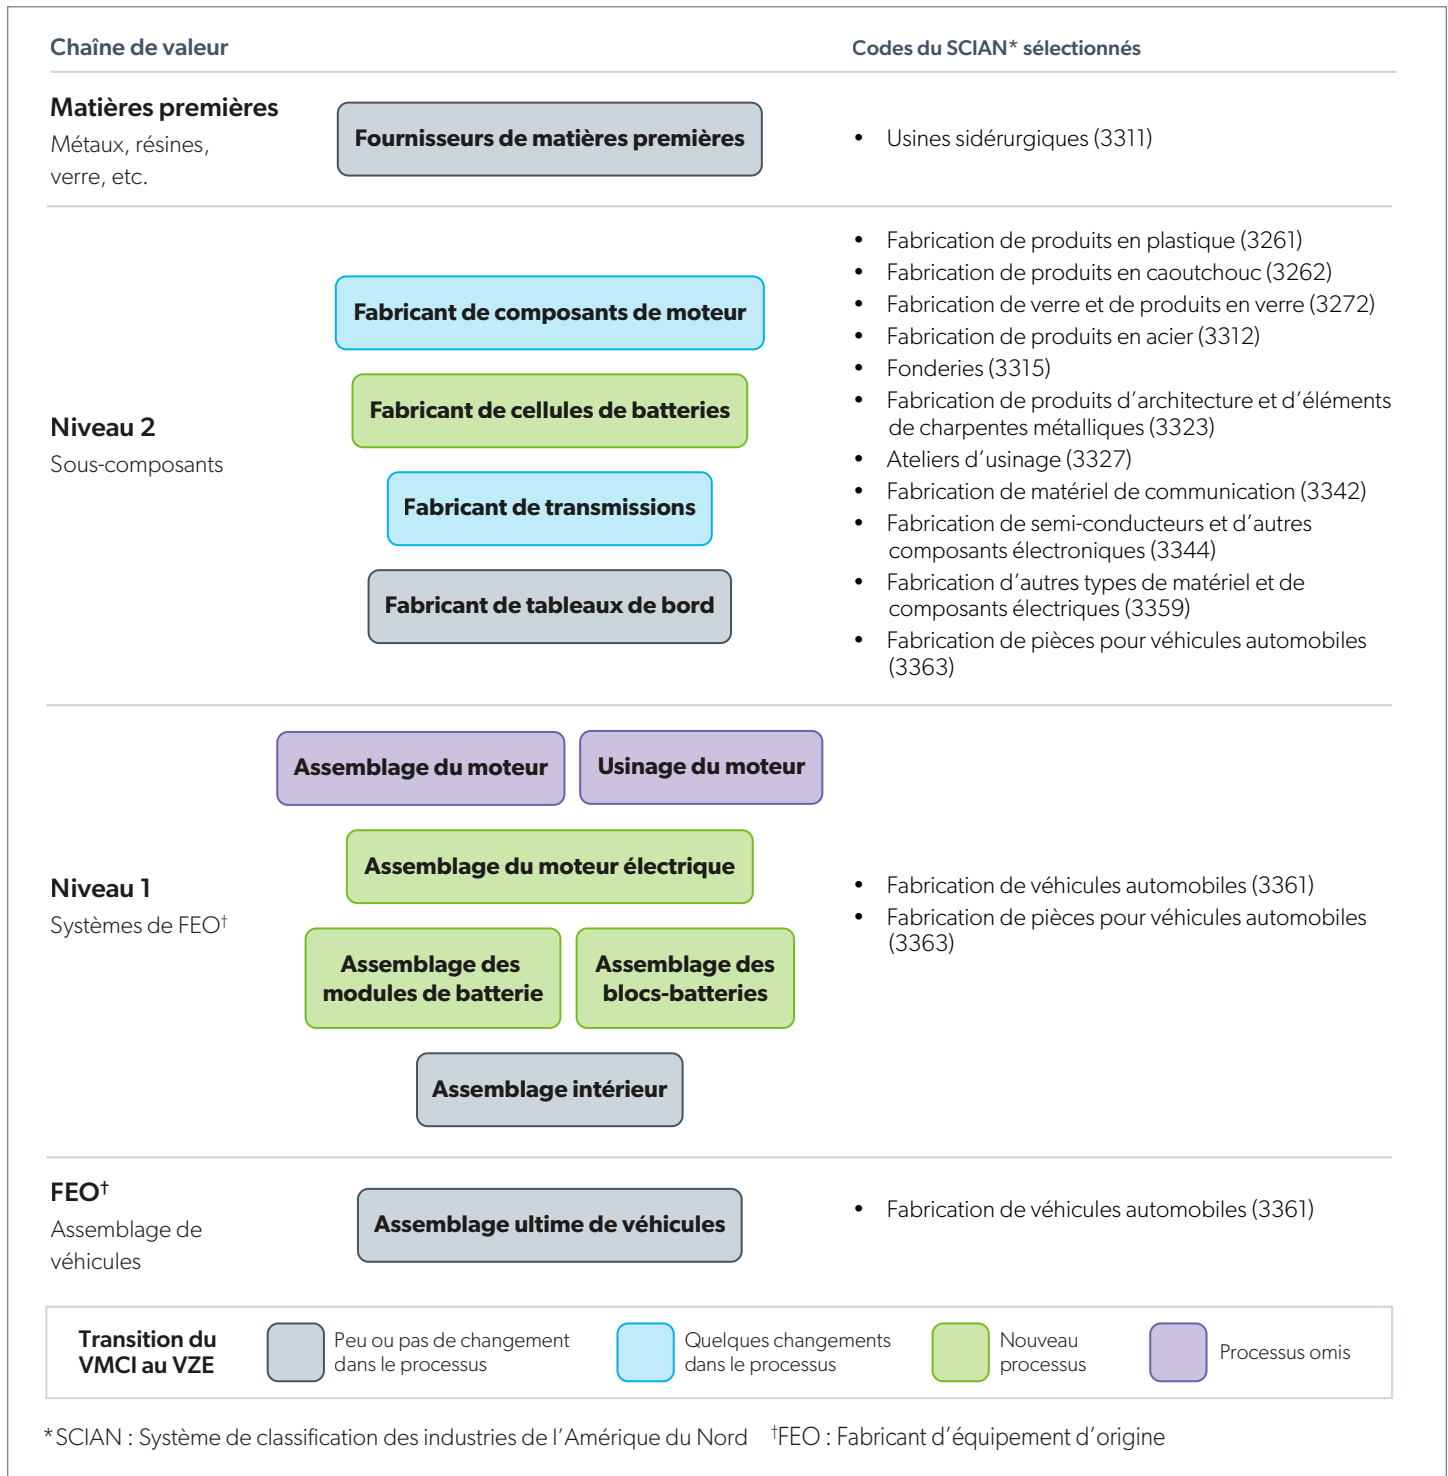 Chaîne de valeur
Codes du SCIAN* sélectionnés
Matières premières
Métaux, résines,
verre, etc.
Fournisseurs de matières premières
• Usines sidérurgiques (3311)
Niveau 2
Sous-composants
Fabricant de composants de moteur
Fabricant de cellules de batteries
Fabricant de transmissions
Fabricant de tableaux de bord
• Fabrication de produits en plastique (3261)
• Fabrication de produits en caoutchouc (3262)
• Fabrication de verre et de produits en verre (3272)
• Fabrication de produits en acier (3312)
• Fonderies (3315)
• Fabrication de produits d’architecture et d’éléments
de charpentes métalliques (3323)
• Ateliers d’usinage (3327)
• Fabrication de matériel de communication (3342)
• Fabrication de semi-conducteurs et d’autres
composants électroniques (3344)
• Fabrication d’autres types de matériel et de
composants électriques (3359)
• Fabrication de pièces pour véhicules automobiles
(3363)
Niveau 1
Systèmes de FEO†
Assemblage du moteur
Usinage du moteur
Assemblage du moteur électrique
Assemblage des
modules de batterie
Assemblage des
blocs-batteries
Assemblage intérieur
• Fabrication de véhicules automobiles (3361)
• Fabrication de pièces pour véhicules automobiles
(3363)
FEO†
Assemblage de
véhicules
Assemblage ultime de véhicules
• Fabrication de véhicules automobiles (3361)
Transition du
VMCI au VZE
Peu ou pas de changement
dans le processus
Quelques changements
dans le processus
Nouveau
processus
Processus omis
*SCIAN : Système de classification des industries de l’Amérique du Nord †FEO : Fabricant d’équipement d’origine